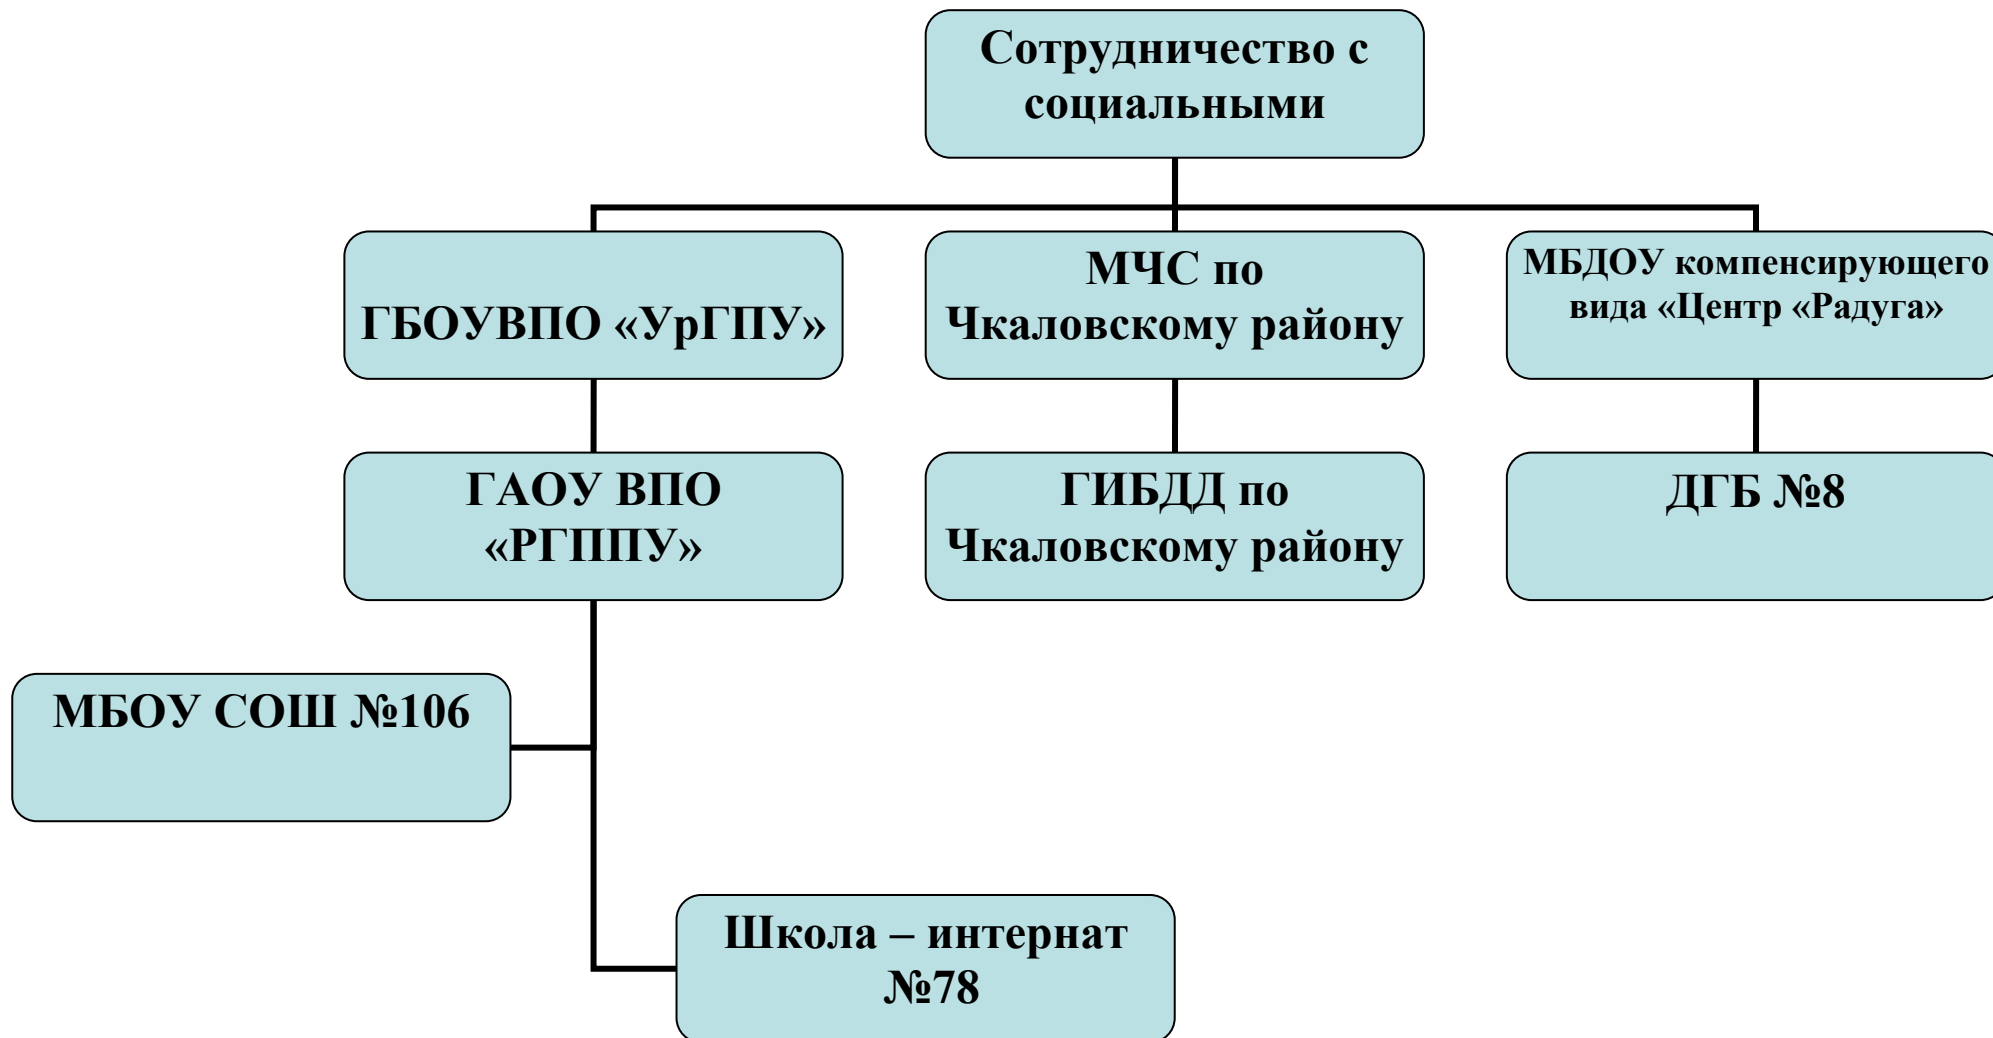 Сотрудничество с
социальными
ГБОУВПО «УрГПУ»
МЧС по
Чкаловскому району
МБДОУ компенсирующего
вида «Центр «Радуга»
ГАОУ ВПО
«РГППУ»
ГИБДД по
Чкаловскому району
ДГБ №8
МБОУ СОШ №106
Школа – интернат
№78